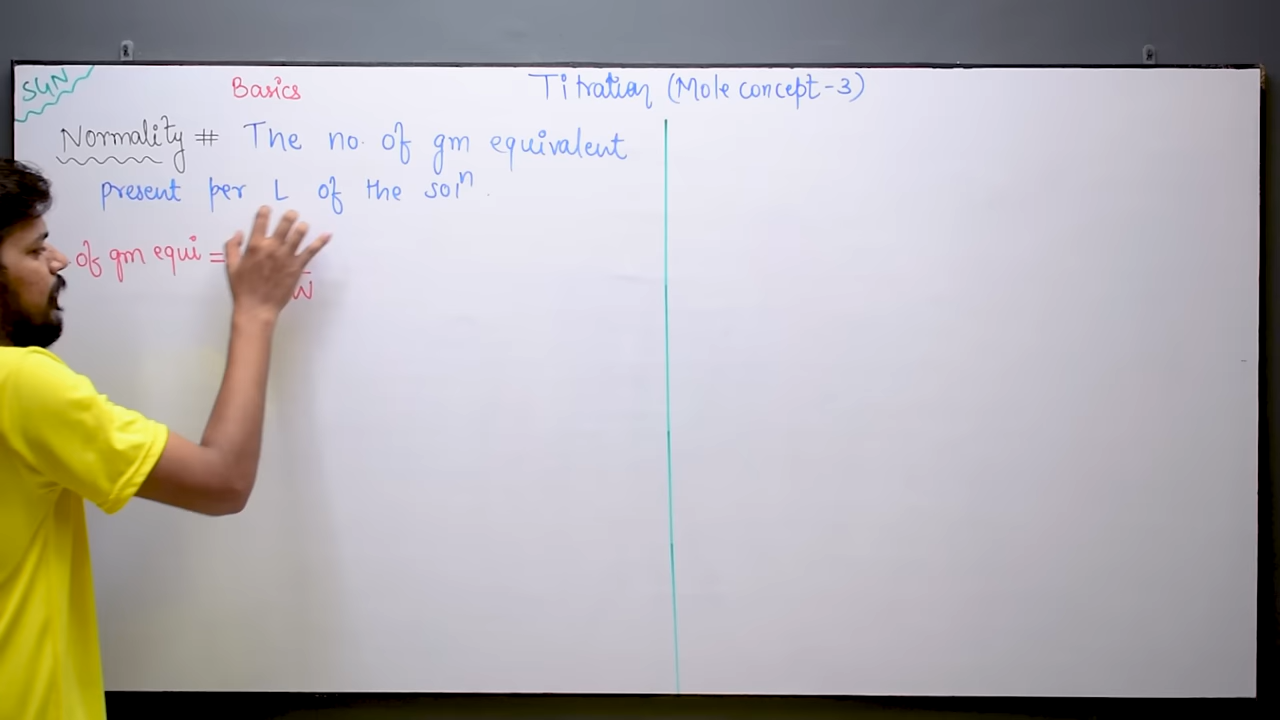 SGN
Basics
Titration (Mole concept-3)
Normality # The no. of gm equivalent
present per L of the solⁿ.
of gm equi =
W